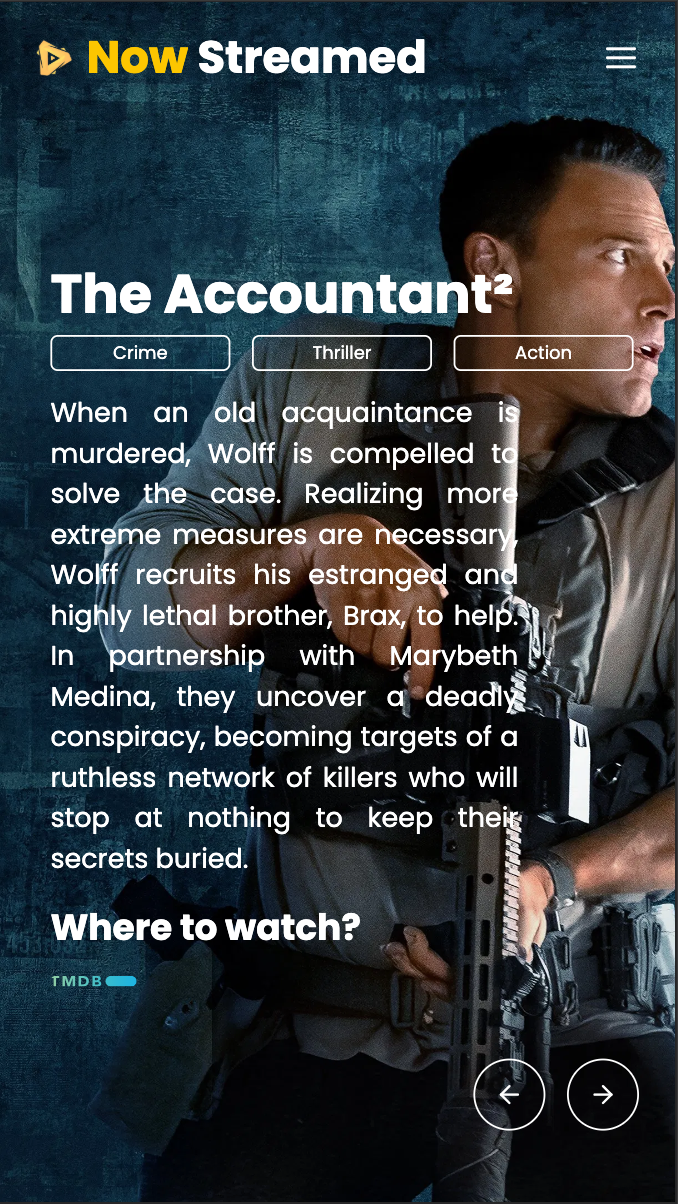 Now Streamed
The Accountant²
Crime Thriller Action
When an old acquaintance is
murdered, Wolff is compelled to
solve the case. Realizing more
extreme measures are necessary,
Wolff recruits his estranged and
highly lethal brother, Brax, to help.
In partnership with Marybeth
Medina, they uncover a deadly
conspiracy, becoming targets of a
ruthless network of killers who will
stop at nothing to keep their
secrets buried.
Where to watch?
TMDB